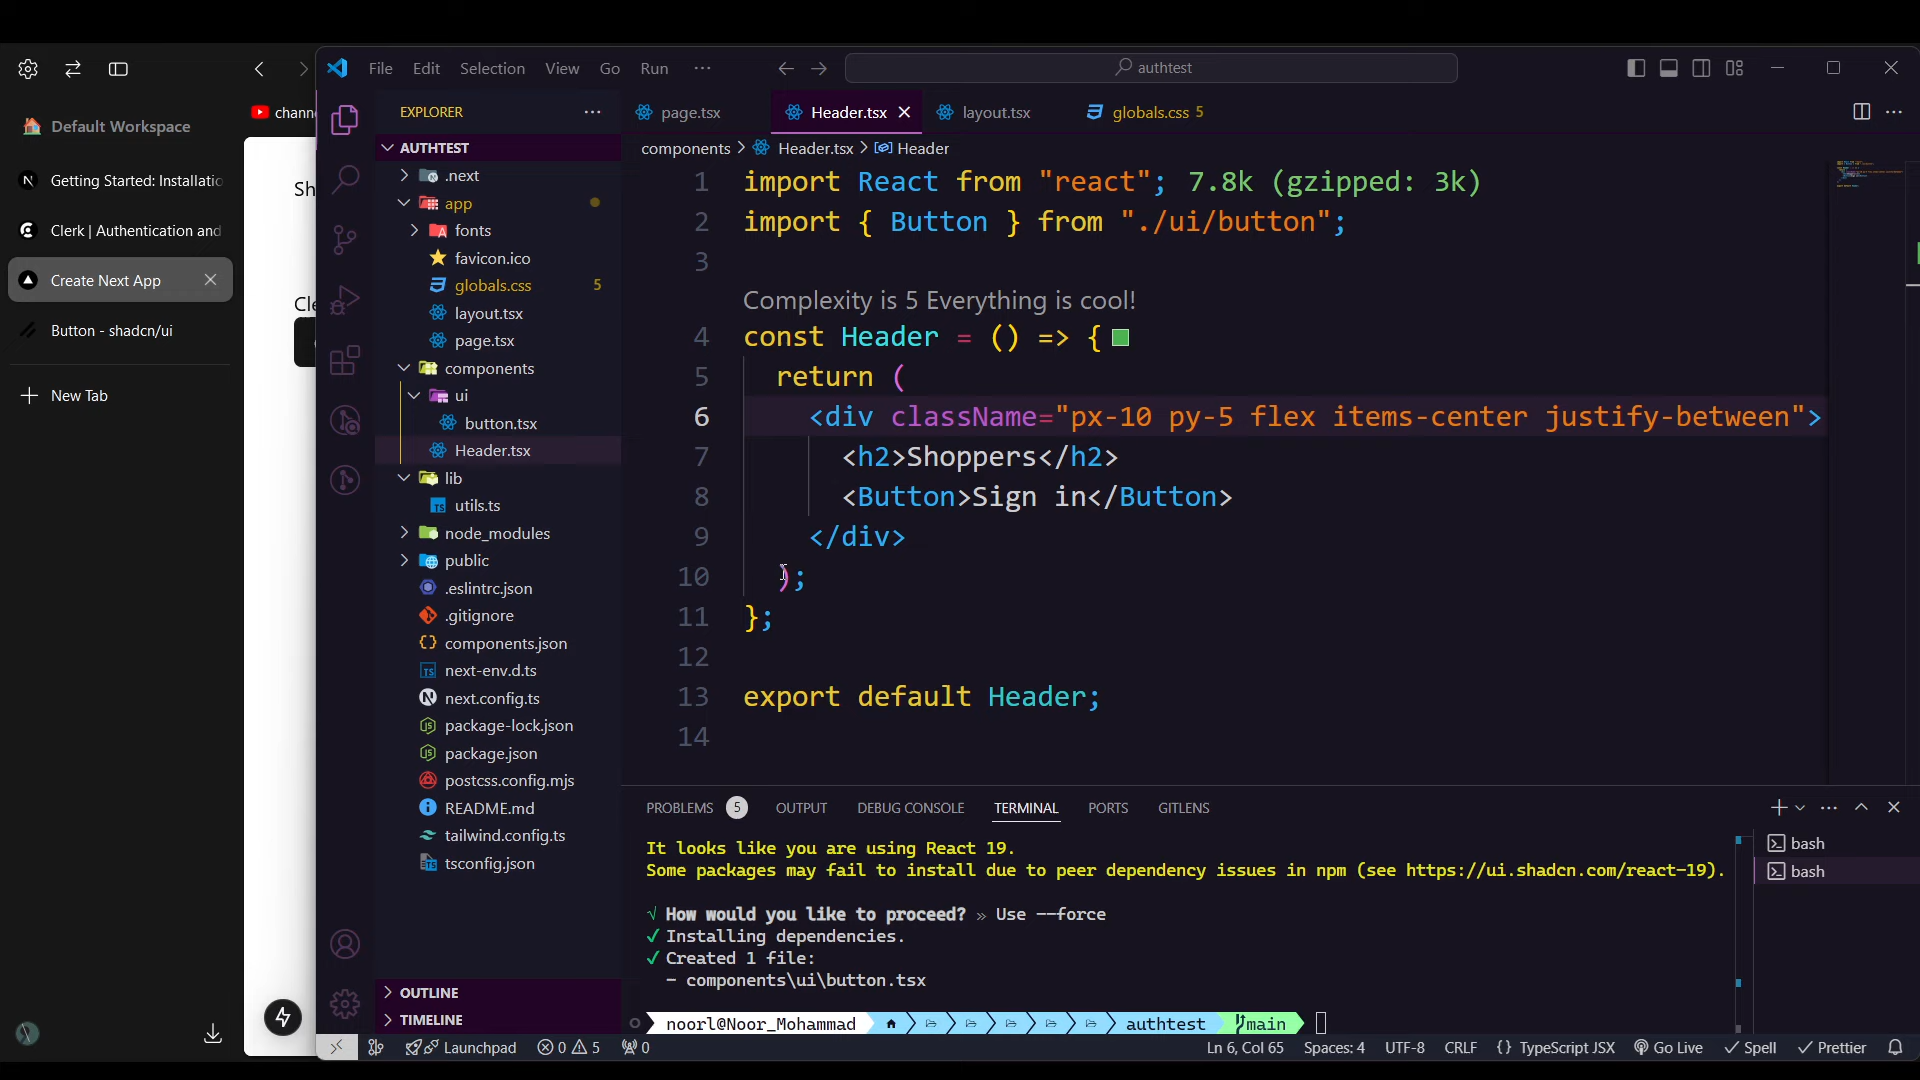 File Edit Selection View Go Run ...
authtest
Default Workspace
Getting Started: Installatio
Clerk | Authentication and
Create Next App
Button - shadcn/ui
New Tab
chann
Sh
Cle
EXPLORER
AUTHTEST
.next
app
fonts
favicon.ico
globals.css 5
layout.tsx
page.tsx
components
ui
button.tsx
Header.tsx
lib
utils.ts
node_modules
public
.eslintrc.json
.gitignore
components.json
next-env.d.ts
next.config.ts
package-lock.json
package.json
postcss.config.mjs
README.md
tailwind.config.ts
tsconfig.json
OUTLINE
TIMELINE
page.tsx Header.tsx layout.tsx globals.css 5
components > Header.tsx > Header
1 import React from "react"; 7.8k (gzipped: 3k)
2 import { Button } from "./ui/button";
3
Complexity is 5 Everything is cool!
4 const Header = () => {
5 return (
6 <div className="px-10 py-5 flex items-center justify-between">
7 <h2>Shoppers</h2>
8 <Button>Sign in</Button>
9 </div>
10 );
11 };
12
13 export default Header;
14
PROBLEMS 5 OUTPUT DEBUG CONSOLE TERMINAL PORTS GITLENS
It looks like you are using React 19.
Some packages may fail to install due to peer dependency issues in npm (see https://ui.shadcn.com/react-19).
√ How would you like to proceed? » Use --force
✓ Installing dependencies.
✓ Created 1 file:
- components\ui\button.tsx
noorl@Noor_Mohammad authtest main
bash
bash
Launchpad 0 5 0 Ln 6, Col 65 Spaces: 4 UTF-8 CRLF {} TypeScript JSX Go Live Spell Prettier